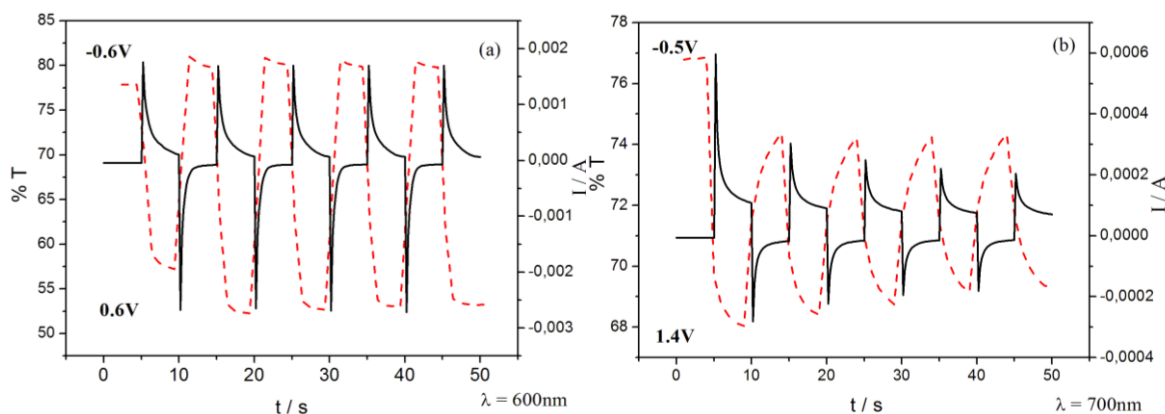 85
80
75
70
65
60
55
50
% T
-0.6V
0.6V
(a)
0,002
0,001
0,000
-0,001
-0,002
-0,003
I / A
0 10 20 30 40 50
t / s
λ = 600nm
78
76
74
72
70
68
% T
-0.5V
1.4V
(b)
0,0006
0,0004
0,0002
0,0000
-0,0002
-0,0004
I / A
0 10 20 30 40 50
t / s
λ = 700nm